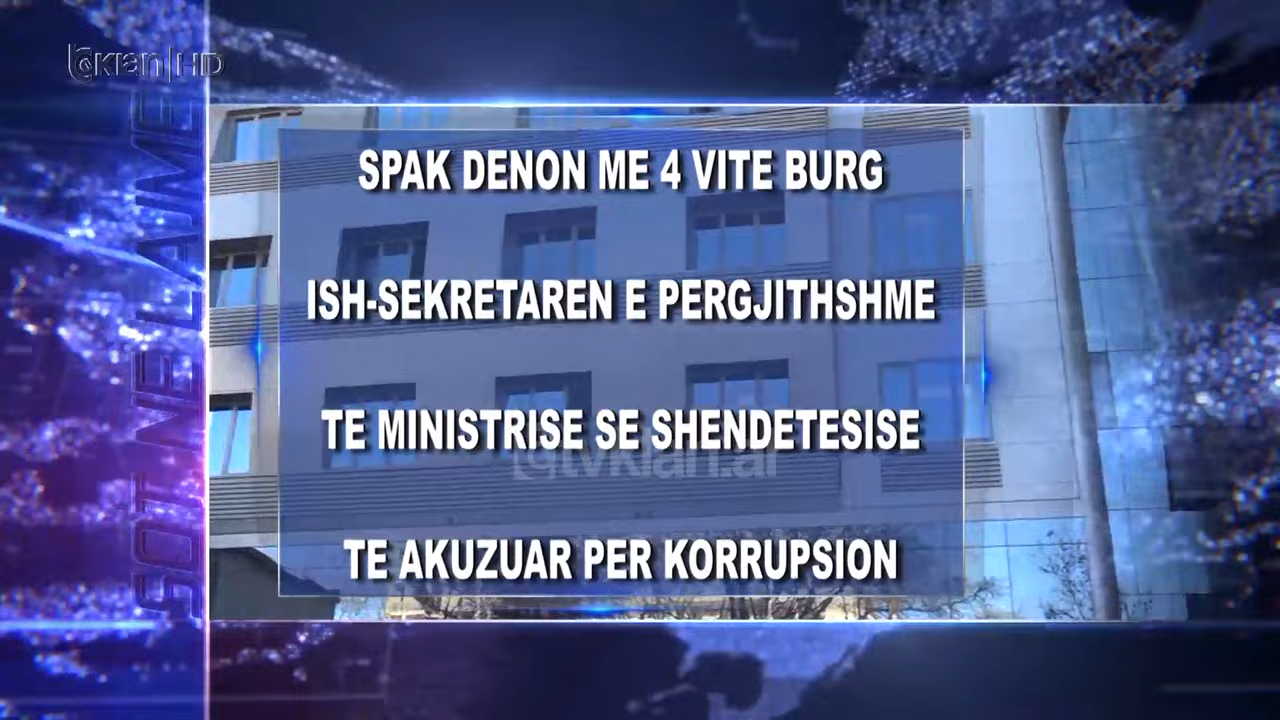 klan|HD
SOT NE LAJME
SPAK DENON ME 4 VITE BURG
ISH-SEKRETAREN E PERGJITHSHME
TE MINISTRISE SE SHENDETESISE
tvklan.al
TE AKUZUAR PER KORRUPSION